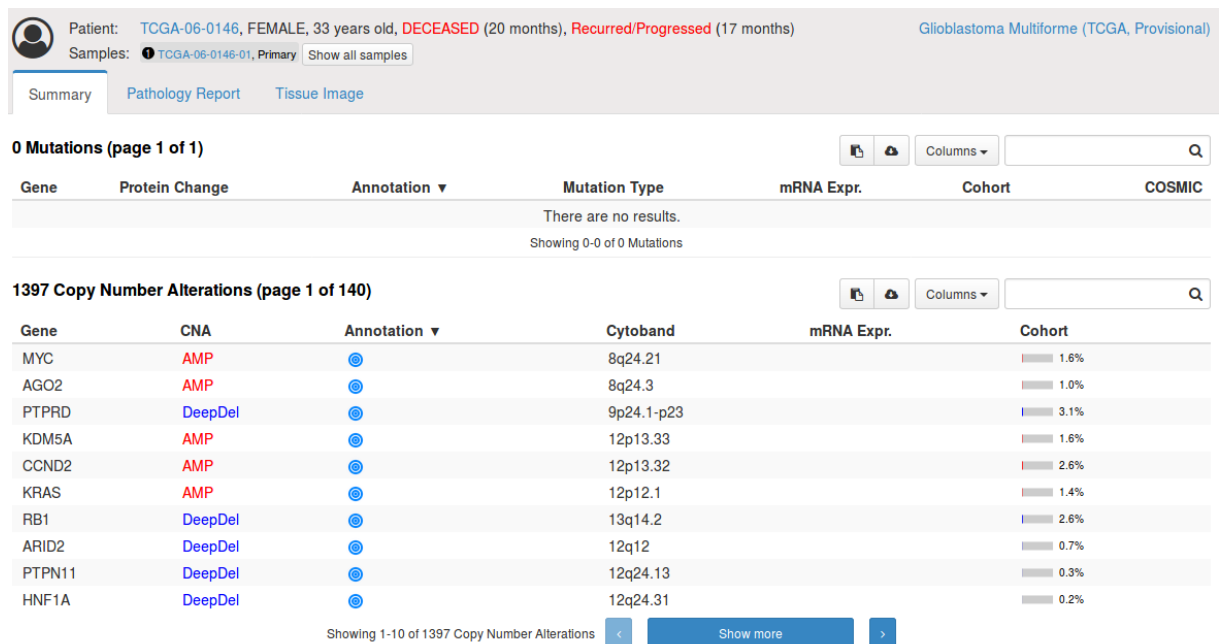 Patient: TCGA-06-0146, FEMALE, 33 years old, DECEASED (20 months), Recurred/Progressed (17 months) Glioblastoma Multiforme (TCGA, Provisional)
Samples: 1 TCGA-06-0146-01, Primary Show all samples
Summary Pathology Report Tissue Image
0 Mutations (page 1 of 1) Columns
Gene Protein Change Annotation ▼ Mutation Type mRNA Expr. Cohort COSMIC
There are no results.
Showing 0-0 of 0 Mutations
1397 Copy Number Alterations (page 1 of 140) Columns
Gene CNA Annotation ▼ Cytoband mRNA Expr. Cohort
MYC AMP 8q24.21 1.6%
AGO2 AMP 8q24.3 1.0%
PTPRD DeepDel 9p24.1-p23 3.1%
KDM5A AMP 12p13.33 1.6%
CCND2 AMP 12p13.32 2.6%
KRAS AMP 12p12.1 1.4%
RB1 DeepDel 13q14.2 2.6%
ARID2 DeepDel 12q12 0.7%
PTPN11 DeepDel 12q24.13 0.3%
HNF1A DeepDel 12q24.31 0.2%
Showing 1-10 of 1397 Copy Number Alterations ‹ Show more ›